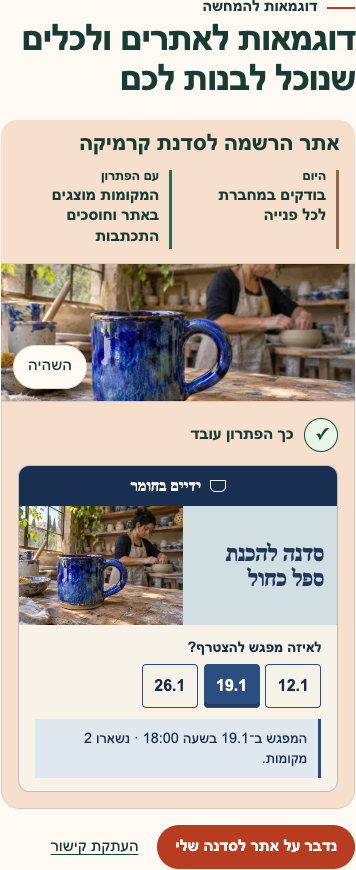 דוגמאות להמחשה
דוגמאות לאתרים ולכלים
שנוכל לבנות לכם
אתר הרשמה לסדנת קרמיקה
היום
בודקים במחברת
לכל פנייה
עם הפתרון
המקומות מוצגים
באתר וחוסכים
התכתבות
השהיה
כך הפתרון עובד
ידיים בחומר
סדנה להכנת
ספל כחול
לאיזה מפגש להצטרף?
12.1
19.1
26.1
המפגש ב־19.1 בשעה 18:00 · נשארו 2
מקומות.
נדבר על אתר לסדנה שלי
העתקת קישור